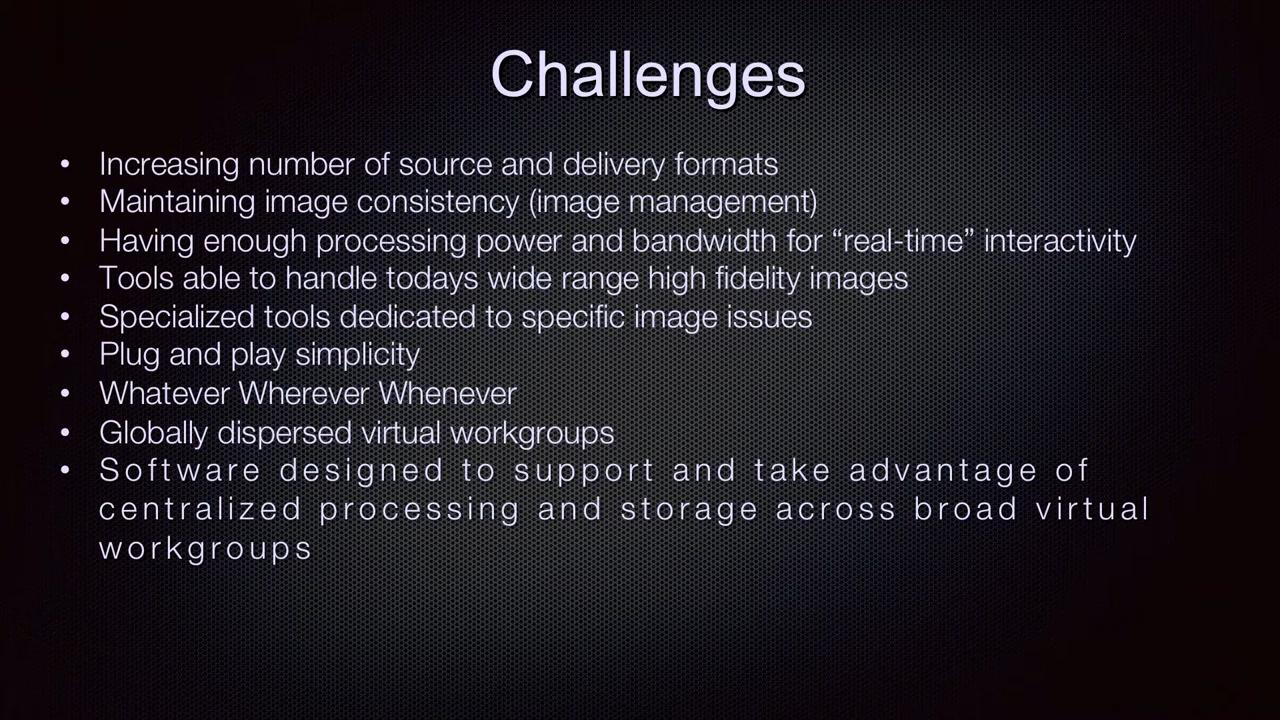 Challenges
• Increasing number of source and delivery formats
• Maintaining image consistency (image management)
• Having enough processing power and bandwidth for “real-time” interactivity
• Tools able to handle todays wide range high fidelity images
• Specialized tools dedicated to specific image issues
• Plug and play simplicity
• Whatever Wherever Whenever
• Globally dispersed virtual workgroups
• Software designed to support and take advantage of
centralized processing and storage across broad virtual
workgroups